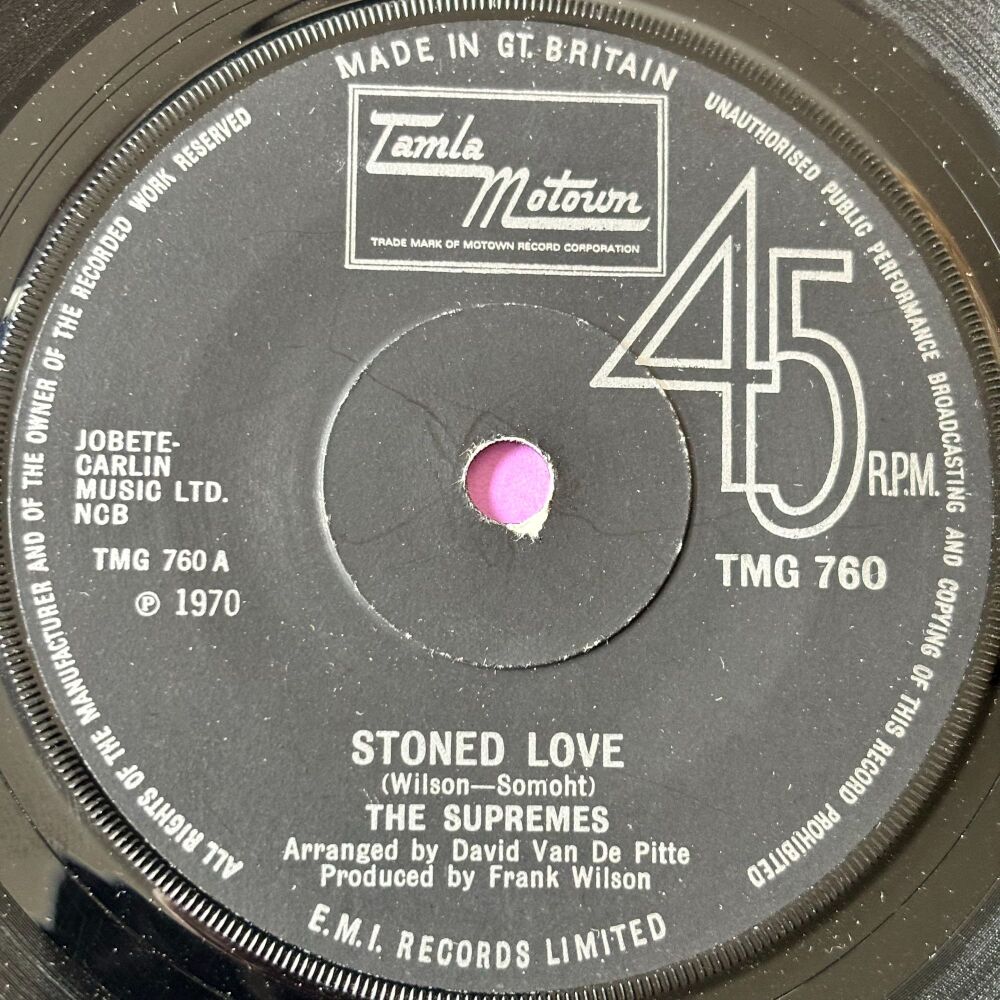 MADE IN GT. BRITAIN
Tamla
Motown
TRADE MARK OF MOTOWN RECORD CORPORATION
45
R.P.M.
TMG 760
JOBETE-
CARLIN
MUSIC LTD.
NCB
TMG 760 A
℗ 1970
STONED LOVE
(Wilson—Somoht)
THE SUPREMES
Arranged by David Van De Pitte
Produced by Frank Wilson
E.M.I. RECORDS LIMITED
ALL RIGHTS OF THE MANUFACTURER AND OF THE OWNER OF THE RECORDED WORK RESERVED
UNAUTHORISED PUBLIC PERFORMANCE BROADCASTING AND COPYING OF THIS RECORD PROHIBITED